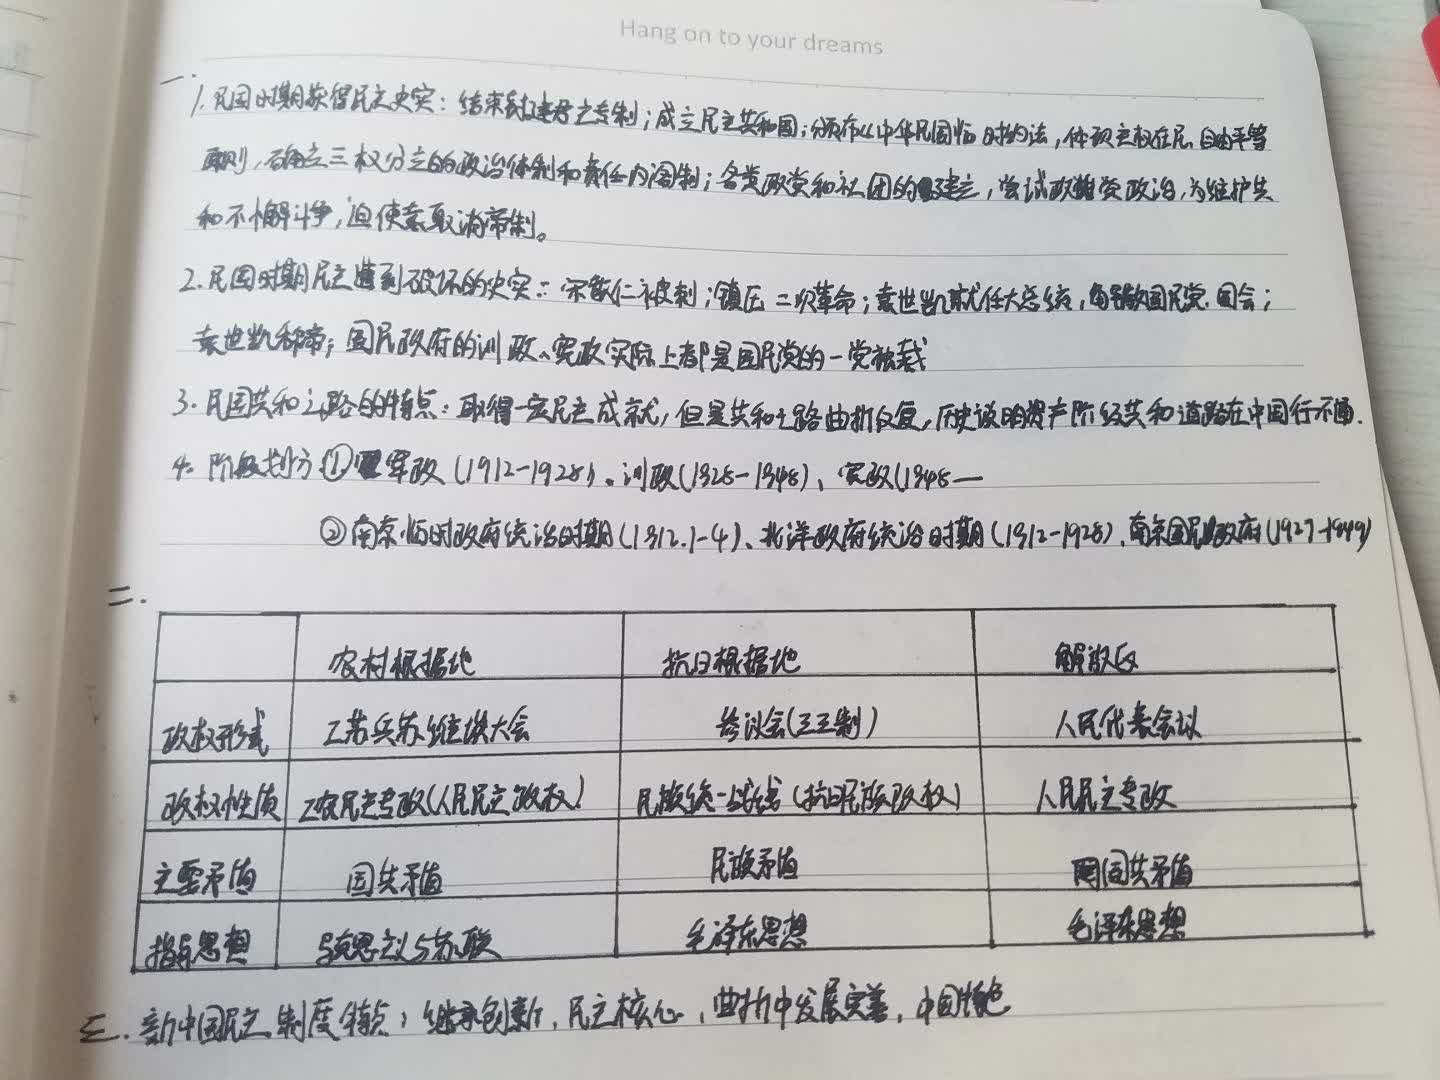 Hang on to your dreams
一.
1.民国时期获得民主史实：结束封建君主专制；成立民主共和国；颁布《中华民国临时约法，体现主权在民、自由平等
原则，确立三权分立的政治体制和责任内阁制；各类政党和社团的建立，尝试政党政治，为维护共
和不懈斗争，迫使袁取消帝制。
2.民国时期民主遭到破坏的史实：宋教仁被刺；镇压二次革命；袁世凯就任大总统，解散国民党、国会；
袁世凯称帝；国民政府的训政、宪政实际上都是国民党的一党独裁
3.民国共和之路的特点：取得一定民主成就，但是共和之路曲折反复，历史说明资产阶级共和道路在中国行不通.
4.阶段划分①军政(1912-1928)、训政(1928-1948)、宪政(1948—
②南京临时政府统治时期(1912.1-4)、北洋政府统治时期(1912-1928)、南京国民政府(1927-1949)
二.
农村根据地 抗日根据地 解放区
政权形式 工农兵苏维埃大会 参议会(三三制) 人民代表会议
政权性质 工农民主专政(人民民主政权) 民族统一战线(抗日民族政权) 人民民主专政
主要矛盾 国共矛盾 民族矛盾 国共矛盾
指导思想 马克思主义与苏联 毛泽东思想 毛泽东思想
三.新中国民主制度特点：继承创新，民主核心，曲折中发展完善，中国特色